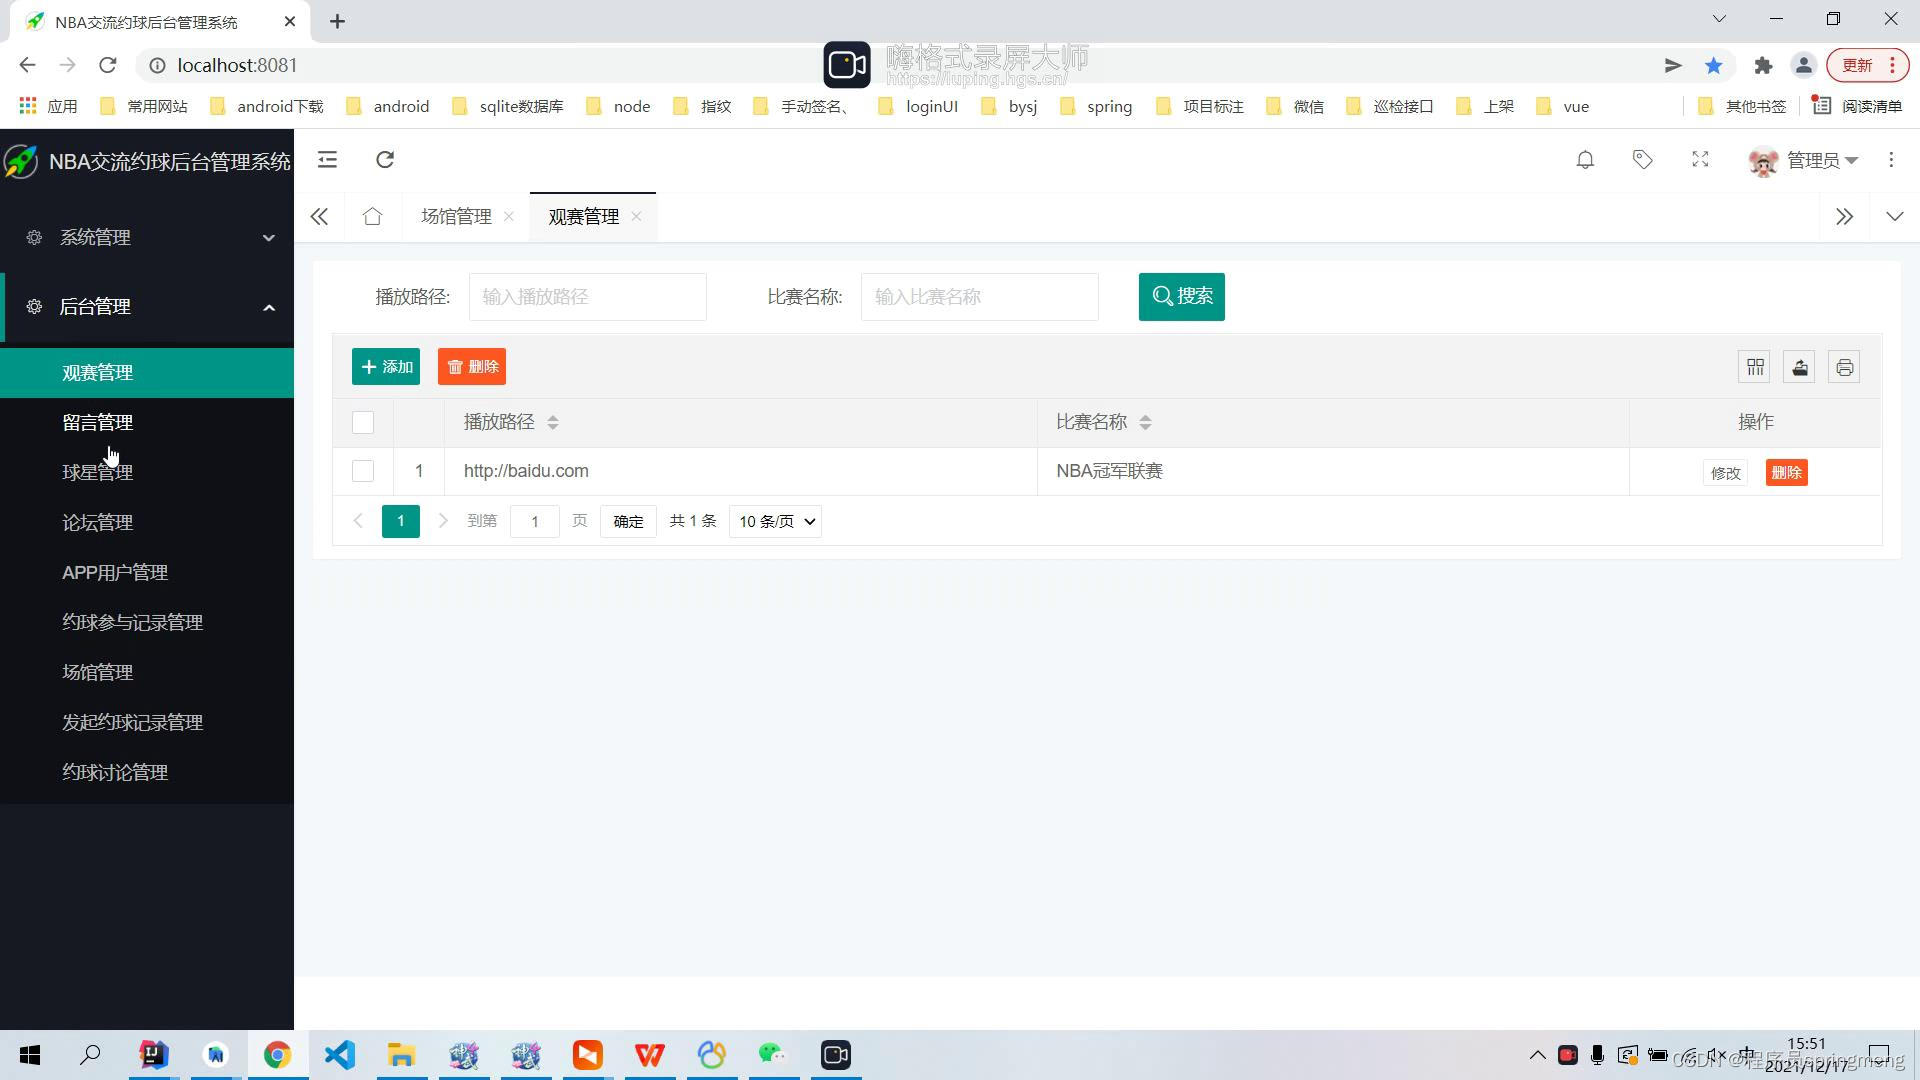 NBA交流约球后台管理系统
localhost:8081
嗨格式录屏大师
https://luping.hgs.cn/
更新
应用 常用网站 android下载 android sqlite数据库 node 指纹 手动签名、 loginUI bysj spring 项目标注 微信 巡检接口 上架 vue 其他书签 阅读清单
NBA交流约球后台管理系统
管理员
场馆管理 观赛管理
系统管理
后台管理
观赛管理
留言管理
球星管理
论坛管理
APP用户管理
约球参与记录管理
场馆管理
发起约球记录管理
约球讨论管理
播放路径: 输入播放路径 比赛名称: 输入比赛名称 搜索
添加 删除
播放路径 比赛名称 操作
1 http://baidu.com NBA冠军联赛 修改 删除
1 到第 1 页 确定 共 1 条 10 条/页
中 15:51
2021/12/17
CSDN @程序员springmeng